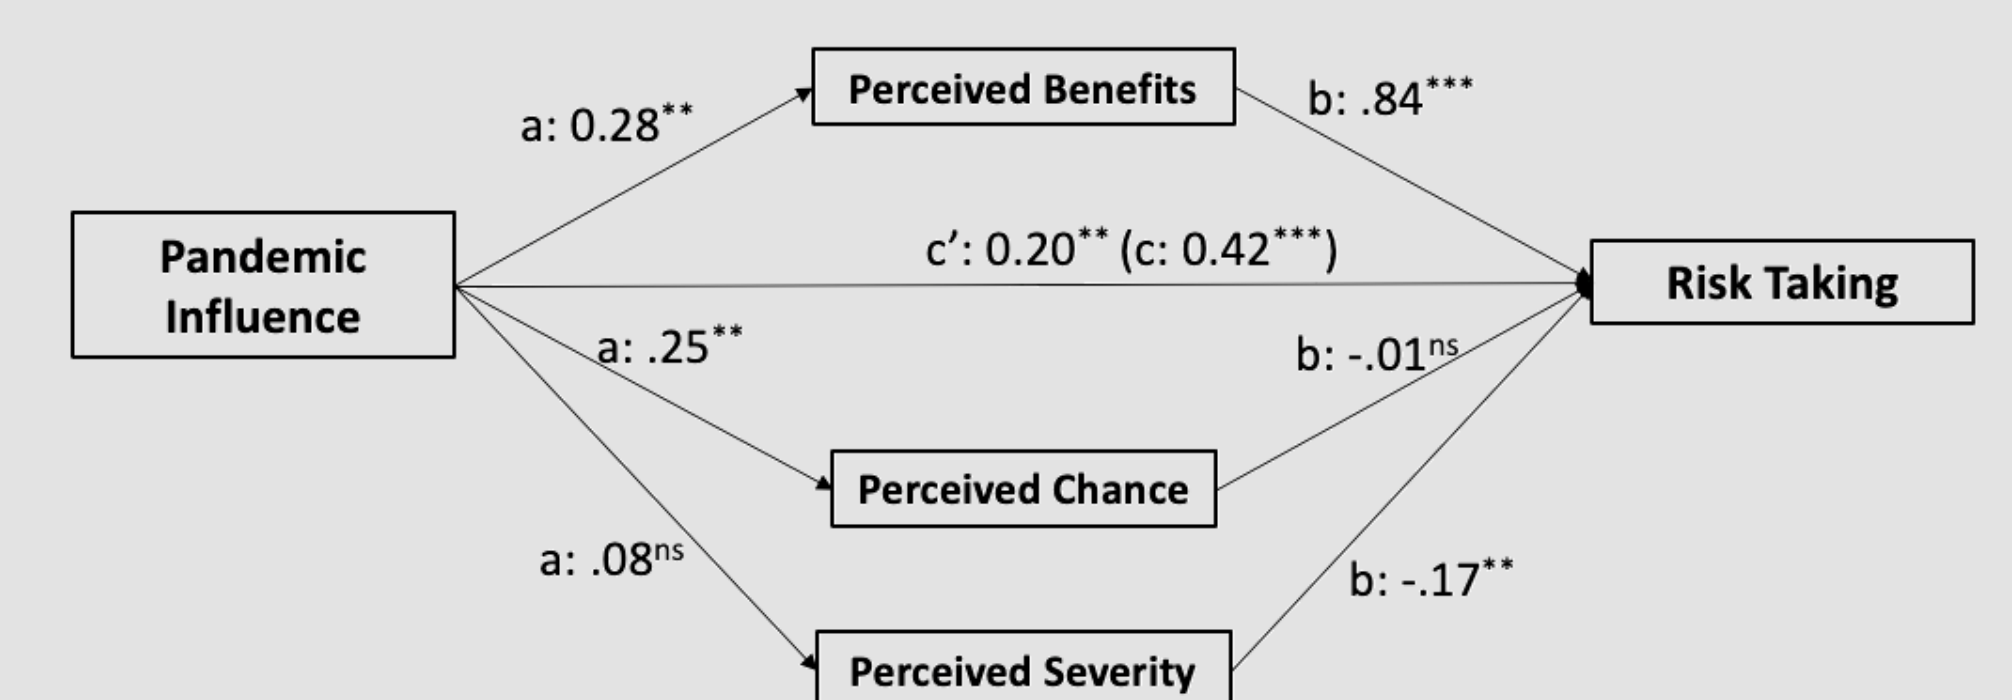 Perceived Benefits
a: 0.28**
b: .84***
Pandemic
Influence
c’: 0.20** (c: 0.42***)
Risk Taking
a: .25**
b: -.01ns
Perceived Chance
a: .08ns
b: -.17**
Perceived Severity